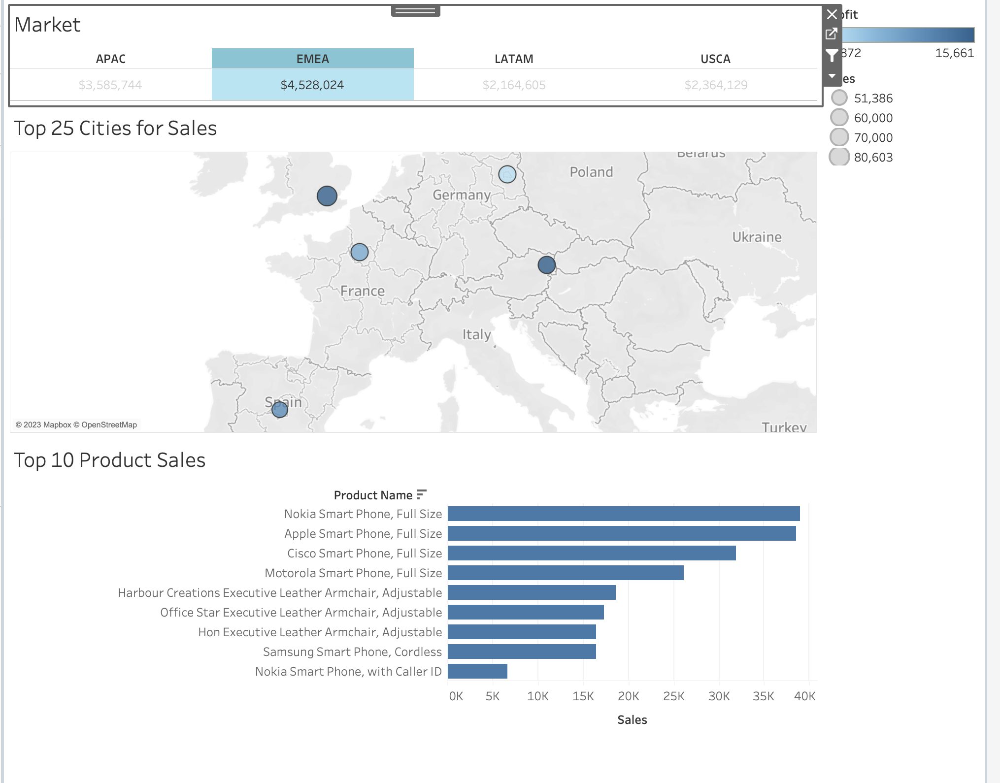 Market
APAC EMEA LATAM USCA
$3,585,744 $4,528,024 $2,164,605 $2,364,129
ofit
872 15,661
es
51,386
60,000
70,000
80,603
Top 25 Cities for Sales
Belarus
Poland
Germany
Ukraine
France
Italy
Spain
Turkey
© 2023 Mapbox © OpenStreetMap
Top 10 Product Sales
Product Name
Nokia Smart Phone, Full Size
Apple Smart Phone, Full Size
Cisco Smart Phone, Full Size
Motorola Smart Phone, Full Size
Harbour Creations Executive Leather Armchair, Adjustable
Office Star Executive Leather Armchair, Adjustable
Hon Executive Leather Armchair, Adjustable
Samsung Smart Phone, Cordless
Nokia Smart Phone, with Caller ID
0K 5K 10K 15K 20K 25K 30K 35K 40K
Sales